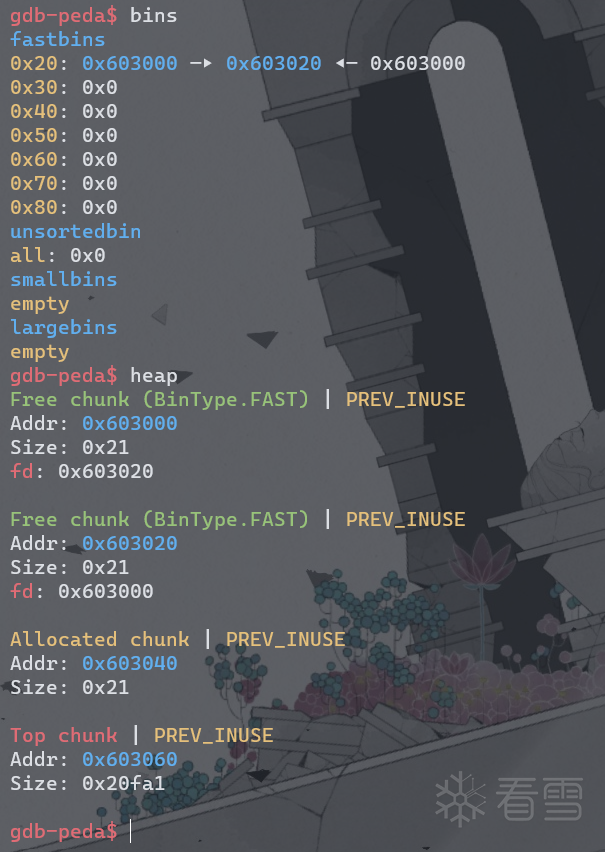 gdb-peda$ bins
fastbins
0x20: 0x603000 —▸ 0x603020 ◂— 0x603000
0x30: 0x0
0x40: 0x0
0x50: 0x0
0x60: 0x0
0x70: 0x0
0x80: 0x0
unsortedbin
all: 0x0
smallbins
empty
largebins
empty
gdb-peda$ heap
Free chunk (BinType.FAST) | PREV_INUSE
Addr: 0x603000
Size: 0x21
fd: 0x603020
Free chunk (BinType.FAST) | PREV_INUSE
Addr: 0x603020
Size: 0x21
fd: 0x603000
Allocated chunk | PREV_INUSE
Addr: 0x603040
Size: 0x21
Top chunk | PREV_INUSE
Addr: 0x603060
Size: 0x20fa1
看雪
gdb-peda$